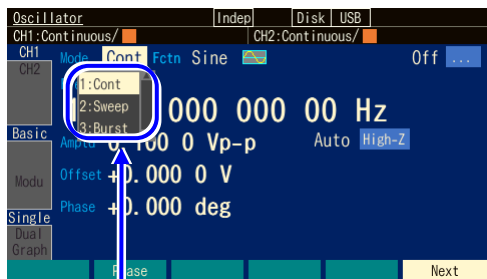 Oscillator Indep Disk USB
CH1:Continuous/ CH2:Continuous/
CH1 Mode Cont Fctn Sine Off ...
CH2
1:Cont
2:Sweep
3:Burst
000 000 00 Hz
Basic Amptd 0.100 0 Vp-p Auto High-Z
Modu Offset +0.000 0 V
Phase +0.000 deg
Single
Dual
Graph
Phase Next